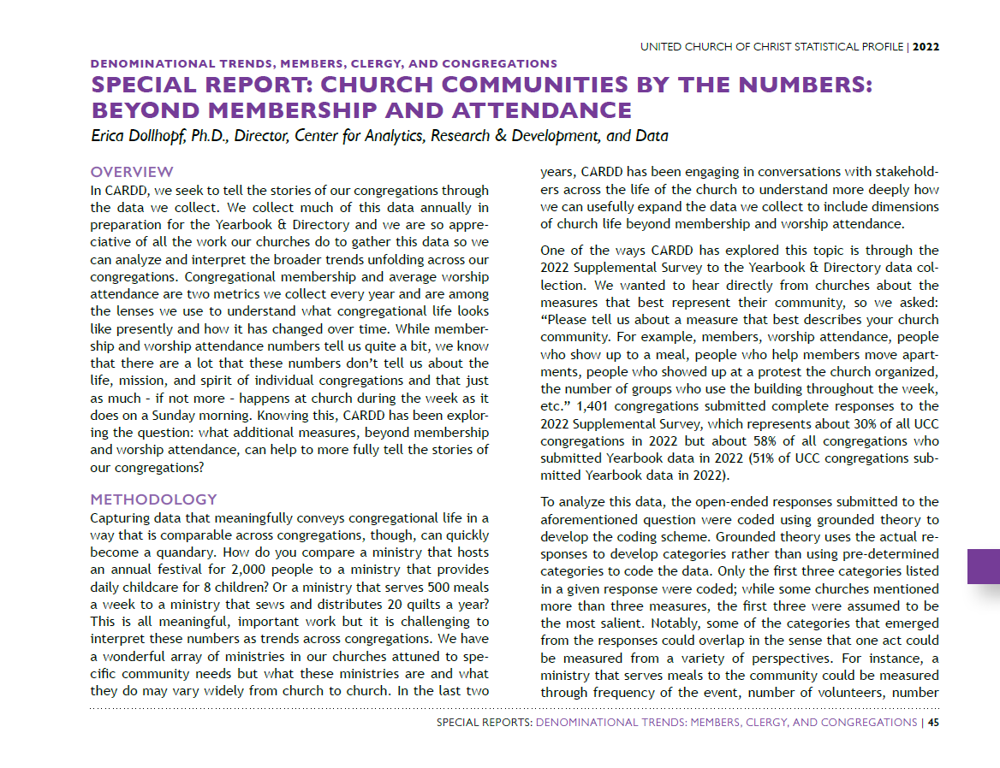 UNITED CHURCH OF CHRIST STATISTICAL PROFILE | 2022
DENOMINATIONAL TRENDS, MEMBERS, CLERGY, AND CONGREGATIONS
SPECIAL REPORT: CHURCH COMMUNITIES BY THE NUMBERS:
BEYOND MEMBERSHIP AND ATTENDANCE
Erica Dollhopf, Ph.D., Director, Center for Analytics, Research & Development, and Data
OVERVIEW
In CARDD, we seek to tell the stories of our congregations through
the data we collect. We collect much of this data annually in
preparation for the Yearbook & Directory and we are so appre-
ciative of all the work our churches do to gather this data so we
can analyze and interpret the broader trends unfolding across our
congregations. Congregational membership and average worship
attendance are two metrics we collect every year and are among
the lenses we use to understand what congregational life looks
like presently and how it has changed over time. While member-
ship and worship attendance numbers tell us quite a bit, we know
that there are a lot that these numbers don’t tell us about the
life, mission, and spirit of individual congregations and that just
as much - if not more - happens at church during the week as it
does on a Sunday morning. Knowing this, CARDD has been explor-
ing the question: what additional measures, beyond membership
and worship attendance, can help to more fully tell the stories of
our congregations?
METHODOLOGY
Capturing data that meaningfully conveys congregational life in a
way that is comparable across congregations, though, can quickly
become a quandary. How do you compare a ministry that hosts
an annual festival for 2,000 people to a ministry that provides
daily childcare for 8 children? Or a ministry that serves 500 meals
a week to a ministry that sews and distributes 20 quilts a year?
This is all meaningful, important work but it is challenging to
interpret these numbers as trends across congregations. We have
a wonderful array of ministries in our churches attuned to spe-
cific community needs but what these ministries are and what
they do may vary widely from church to church. In the last two
years, CARDD has been engaging in conversations with stakehold-
ers across the life of the church to understand more deeply how
we can usefully expand the data we collect to include dimensions
of church life beyond membership and worship attendance.
One of the ways CARDD has explored this topic is through the
2022 Supplemental Survey to the Yearbook & Directory data col-
lection. We wanted to hear directly from churches about the
measures that best represent their community, so we asked:
“Please tell us about a measure that best describes your church
community. For example, members, worship attendance, people
who show up to a meal, people who help members move apart-
ments, people who showed up at a protest the church organized,
the number of groups who use the building throughout the week,
etc.” 1,401 congregations submitted complete responses to the
2022 Supplemental Survey, which represents about 30% of all UCC
congregations in 2022 but about 58% of all congregations who
submitted Yearbook data in 2022 (51% of UCC congregations sub-
mitted Yearbook data in 2022).
To analyze this data, the open-ended responses submitted to the
aforementioned question were coded using grounded theory to
develop the coding scheme. Grounded theory uses the actual re-
sponses to develop categories rather than using pre-determined
categories to code the data. Only the first three categories listed
in a given response were coded; while some churches mentioned
more than three measures, the first three were assumed to be
the most salient. Notably, some of the categories that emerged
from the responses could overlap in the sense that one act could
be measured from a variety of perspectives. For instance, a
ministry that serves meals to the community could be measured
through frequency of the event, number of volunteers, number
SPECIAL REPORTS: DENOMINATIONAL TRENDS: MEMBERS, CLERGY, AND CONGREGATIONS | 45